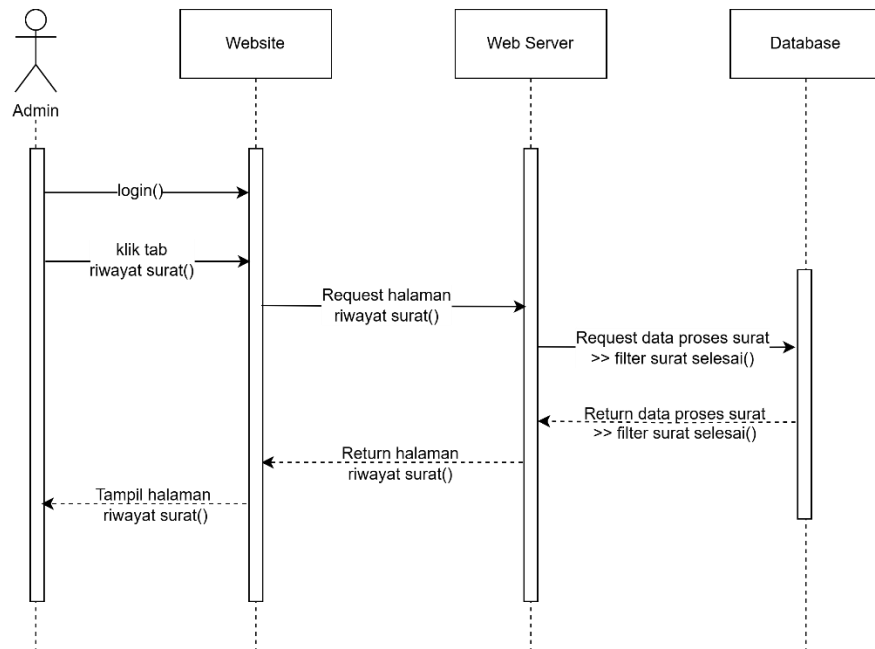 Website
Web Server
Database
Admin
login()
klik tab
riwayat surat()
Request halaman
riwayat surat()
Request data proses surat
>> filter surat selesai()
Return data proses surat
>> filter surat selesai()
Return halaman
riwayat surat()
Tampil halaman
riwayat surat()